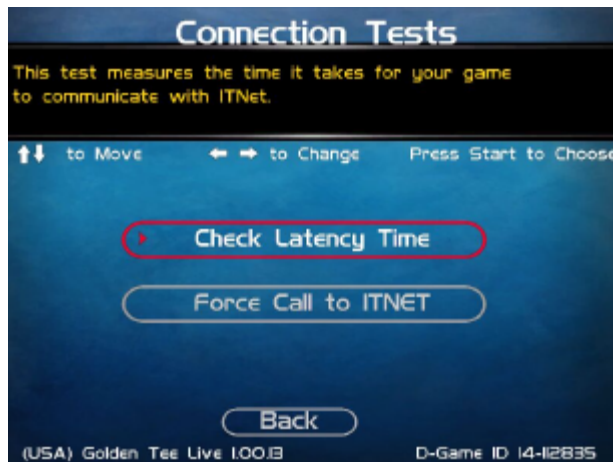 Connection Tests
This test measures the time it takes for your game
to communicate with ITNet.
to Move to Change Press Start to Choose
Check Latency Time
Force Call to ITNET
Back
(USA) Golden Tee Live 1.00.13 D-Game ID 14-112835